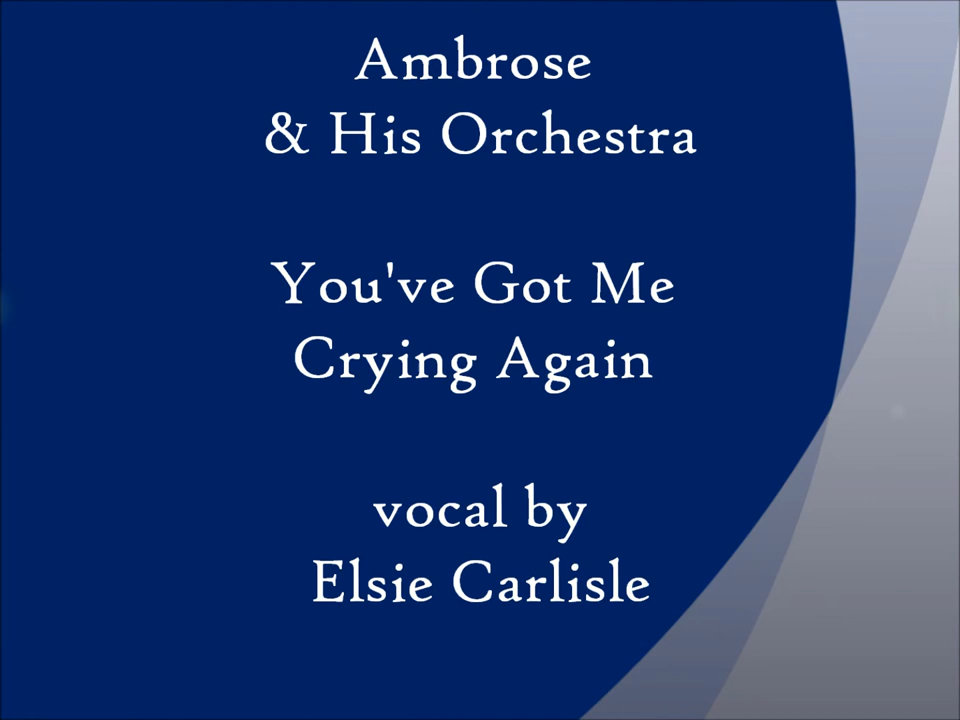 Ambrose
& His Orchestra
You've Got Me
Crying Again
vocal by
Elsie Carlisle